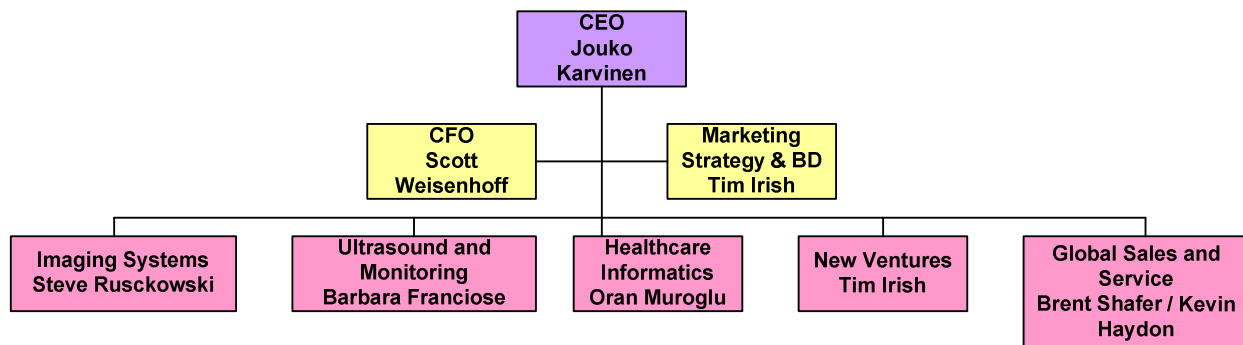 CEO
Jouko
Karvinen
CFO
Scott
Weisenhoff
Marketing
Strategy & BD
Tim Irish
Imaging Systems
Steve Rusckowski
Ultrasound and
Monitoring
Barbara Franciose
Healthcare
Informatics
Oran Muroglu
New Ventures
Tim Irish
Global Sales and
Service
Brent Shafer / Kevin
Haydon